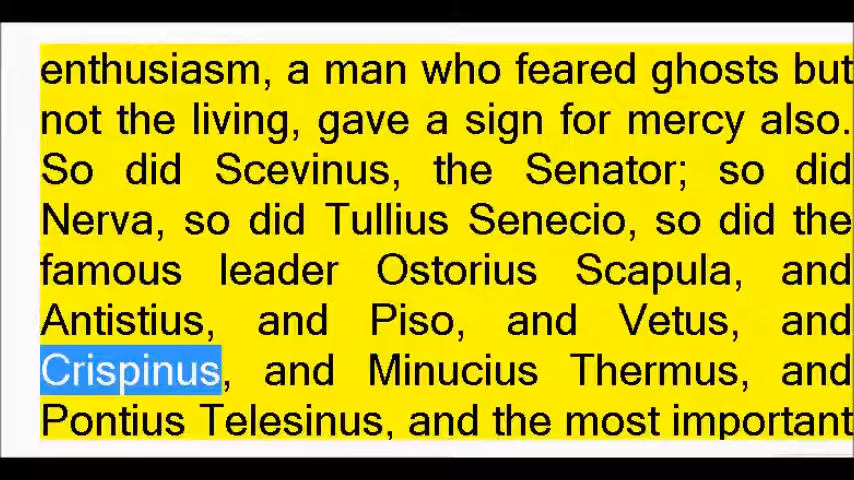 enthusiasm, a man who feared ghosts but
not the living, gave a sign for mercy also.
So did Scevinus, the Senator; so did
Nerva, so did Tullius Senecio, so did the
famous leader Ostorius Scapula, and
Antistius, and Piso, and Vetus, and
Crispinus, and Minucius Thermus, and
Pontius Telesinus, and the most important